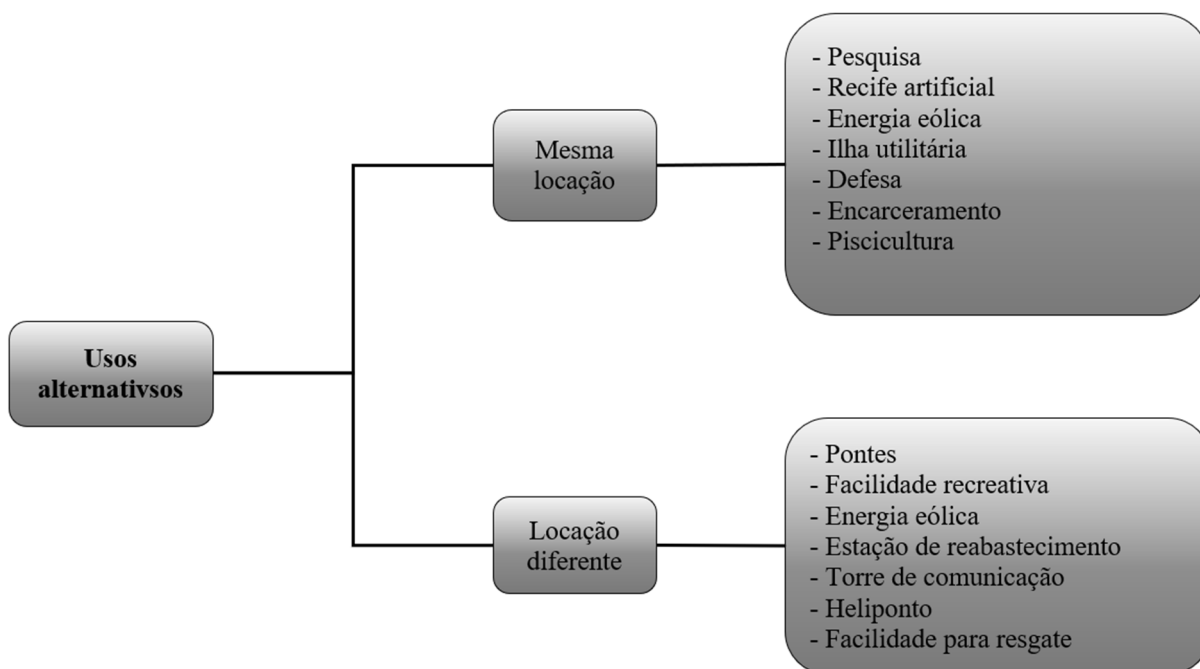 Usos
alternativsos
Mesma
locação
- Pesquisa
- Recife artificial
- Energia eólica
- Ilha utilitária
- Defesa
- Encarceramento
- Piscicultura
Locação
diferente
- Pontes
- Facilidade recreativa
- Energia eólica
- Estação de reabastecimento
- Torre de comunicação
- Heliponto
- Facilidade para resgate